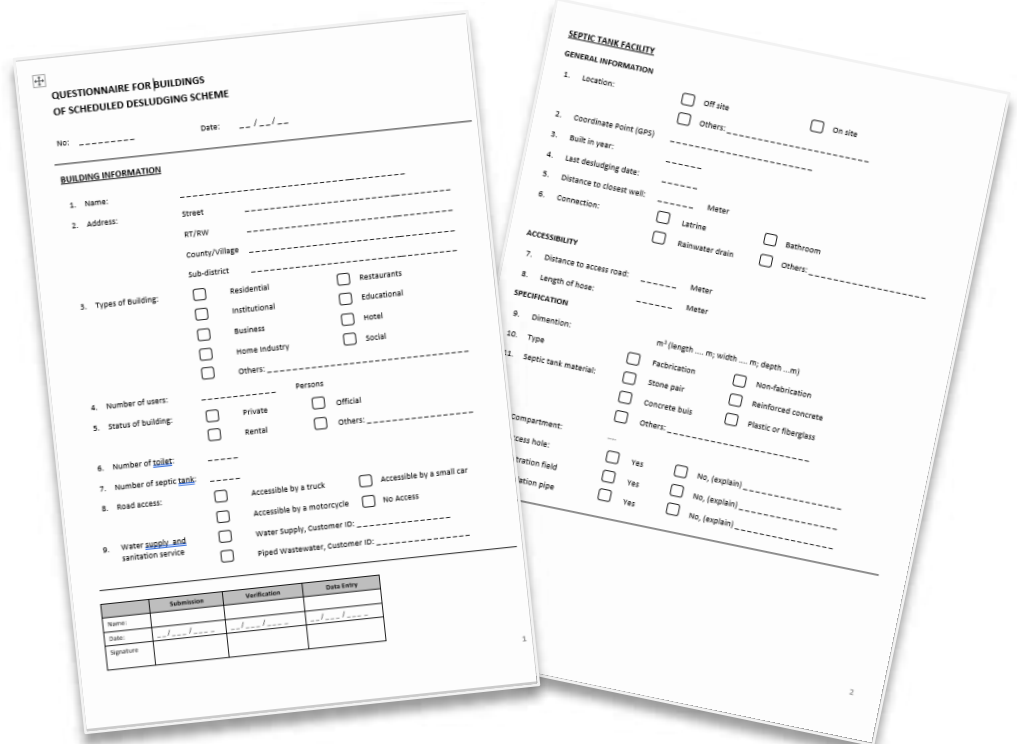 QUESTIONNAIRE FOR BUILDINGS
OF SCHEDULED DESLUDGING SCHEME
No: _ _ _ _ _ _ _ _ _ Date: _ _ / _ _ / _ _
BUILDING INFORMATION
1. Name:
2. Address: Street
RT/RW
County/Village
Sub-district
3. Types of Building: Residential Restaurants
Institutional Educational
Business Hotel
Home Industry Social
Others:
4. Number of users: Persons
5. Status of building: Private Official
Rental Others:
6. Number of toilet:
7. Number of septic tank:
8. Road access: Accessible by a truck Accessible by a small car
Accessible by a motorcycle No Access
9. Water supply and Water Supply, Customer ID:
sanitation service Piped Wastewater, Customer ID:
Submission Verification Data Entry
Name:
Date: _ _ / _ _ _ / _ _ _ _ _ _ / _ _ _ / _ _ _ _ _ _ / _ _ _ / _ _ _ _
Signature
1
SEPTIC TANK FACILITY
GENERAL INFORMATION
1. Location: Off site On site
Others:
2. Coordinate Point (GPS)
3. Built in year:
4. Last desludging date:
5. Distance to closest well: Meter
6. Connection: Latrine Bathroom
Rainwater drain Others:
ACCESSIBILITY
7. Distance to access road: Meter
8. Length of hose: Meter
SPECIFICATION
9. Dimention: m³ (length .... m; width .... m; depth ...m)
10. Type Facbrication Non-fabrication
11. Septic tank material: Stone pair Reinforced concrete
Concrete buis Plastic or fiberglass
Others:
Compartment: ....
cess hole: Yes No, (explain)
tration field Yes No, (explain)
ation pipe Yes No, (explain)
2